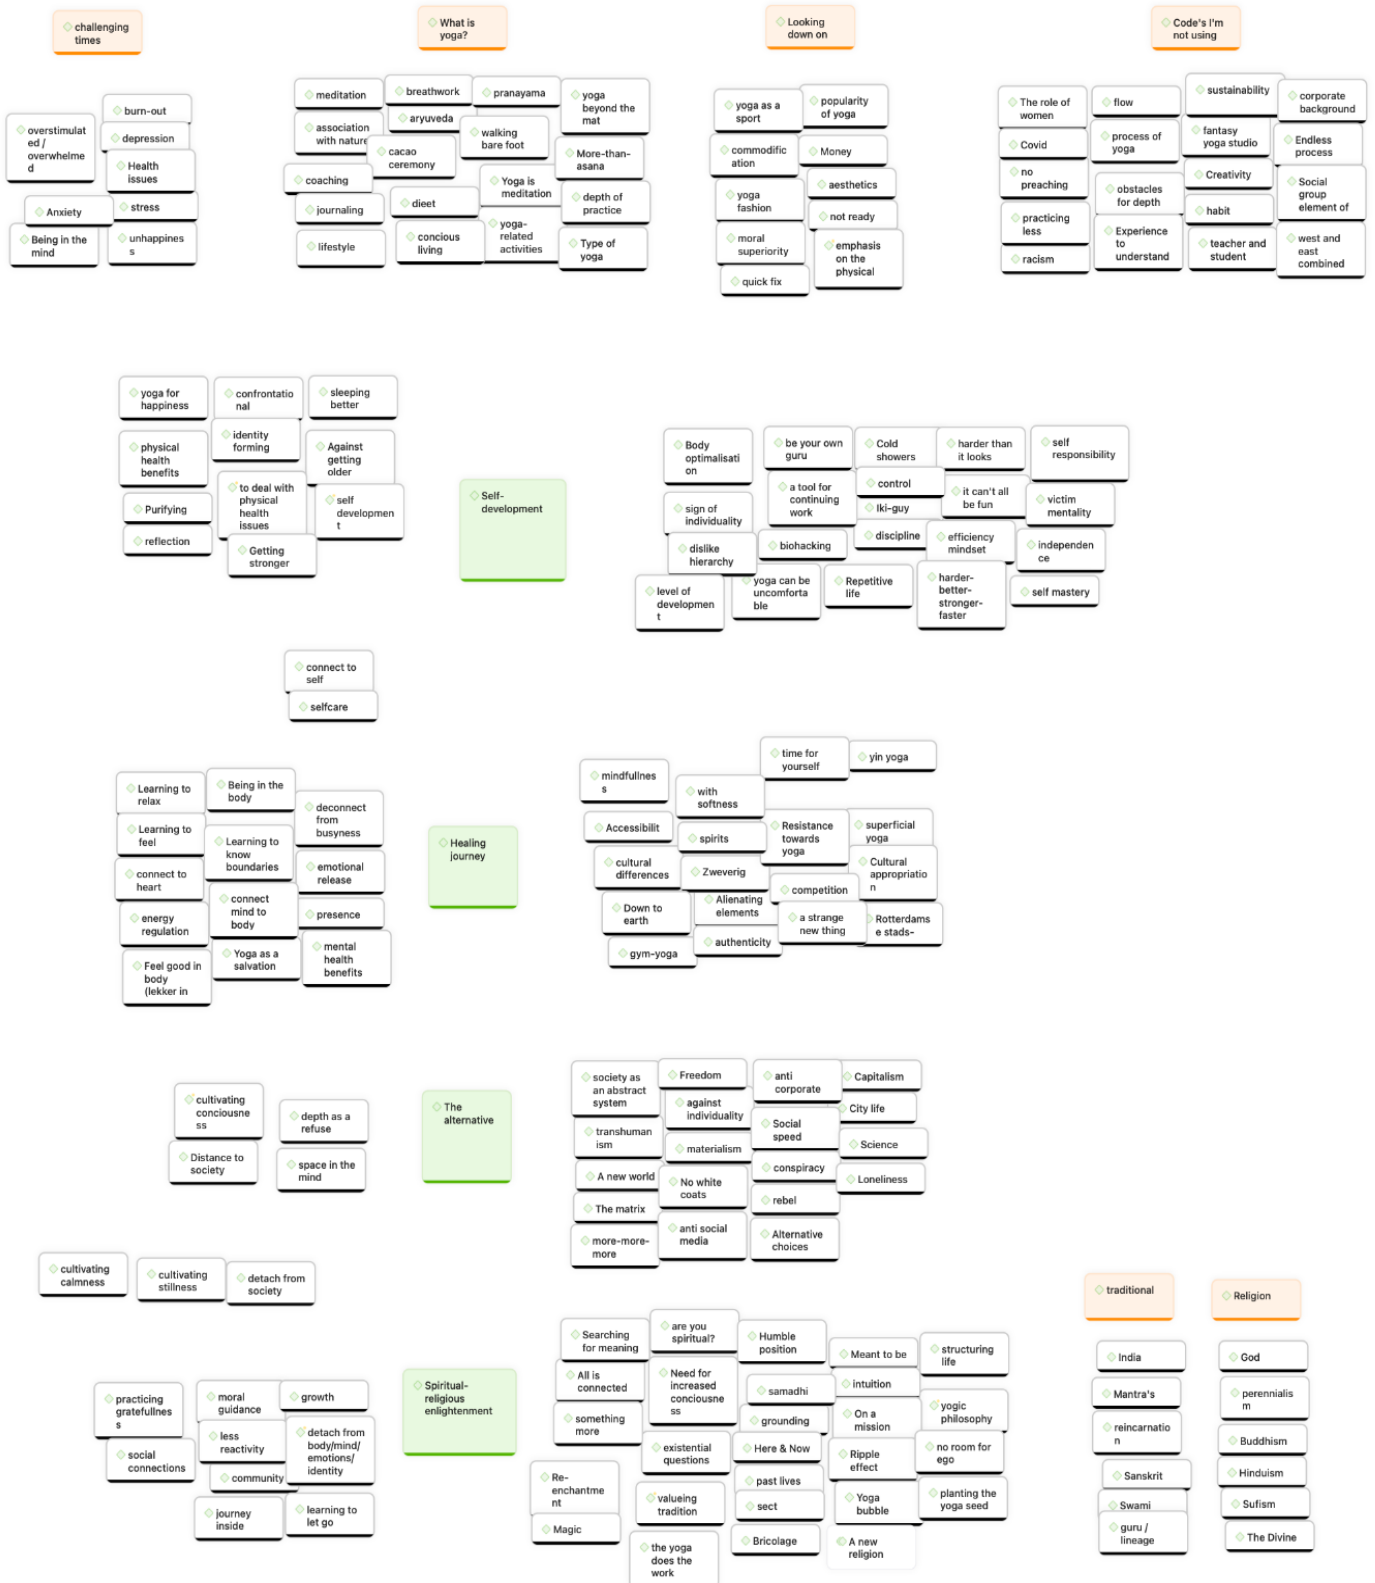 challenging
times
What is
yoga?
Looking
down on
Code's I'm
not using
burn-out
overstimulat
ed /
overwhelme
d
depression
Health
issues
Anxiety
stress
Being in the
mind
unhappines
s
meditation
breathwork
pranayama
yoga
beyond the
mat
association
with nature
aryuveda
walking
bare foot
cacao
ceremony
More-than-
asana
coaching
Yoga is
meditation
journaling
dieet
depth of
practice
lifestyle
concious
living
yoga-
related
activities
Type of
yoga
yoga as a
sport
popularity
of yoga
commodific
ation
Money
yoga
fashion
aesthetics
not ready
moral
superiority
emphasis
on the
physical
quick fix
The role of
women
flow
sustainability
corporate
background
Covid
process of
yoga
fantasy
yoga studio
Endless
process
no
preaching
obstacles
for depth
Creativity
Social
group
element of
practicing
less
Experience
to
understand
habit
racism
teacher and
student
west and
east
combined
yoga for
happiness
confrontatio
nal
sleeping
better
physical
health
benefits
identity
forming
Against
getting
older
Purifying
to deal with
physical
health
issues
self
developmen
t
reflection
Getting
stronger
Self-
development
Body
optimalisati
on
be your own
guru
Cold
showers
harder than
it looks
self
responsibility
sign of
individuality
a tool for
continuing
work
control
it can't all
be fun
victim
mentality
Iki-guy
dislike
hierarchy
biohacking
discipline
efficiency
mindset
independen
ce
level of
developmen
t
yoga can be
uncomforta
ble
Repetitive
life
harder-
better-
stronger-
faster
self mastery
connect to
self
selfcare
Learning to
relax
Being in the
body
deconnect
from
busyness
Learning to
feel
Learning to
know
boundaries
connect to
heart
emotional
release
energy
regulation
connect
mind to
body
presence
Feel good in
body
(lekker in
Yoga as a
salvation
mental
health
benefits
Healing
journey
mindfullnes
s
with
softness
time for
yourself
yin yoga
Accessibilit
spirits
Resistance
towards
yoga
superficial
yoga
cultural
differences
Zweverig
Cultural
appropriatio
n
competition
Down to
earth
Alienating
elements
a strange
new thing
Rotterdams
e stads-
gym-yoga
authenticity
cultivating
conciousne
ss
depth as a
refuse
Distance to
society
space in the
mind
The
alternative
society as
an abstract
system
Freedom
anti
corporate
Capitalism
against
individuality
City life
transhuman
ism
materialism
Social
speed
Science
A new world
No white
coats
conspiracy
Loneliness
The matrix
rebel
more-more-
more
anti social
media
Alternative
choices
cultivating
calmness
cultivating
stillness
detach from
society
practicing
gratefullnes
s
moral
guidance
growth
social
connections
less
reactivity
detach from
body/mind/
emotions/
identity
community
journey
inside
learning to
let go
Spiritual-
religious
enlightenment
Searching
for meaning
are you
spiritual?
Humble
position
Meant to be
structuring
life
All is
connected
Need for
increased
conciousne
ss
samadhi
intuition
yogic
philosophy
something
more
grounding
On a
mission
existential
questions
Here & Now
Ripple
effect
no room for
ego
Re-
enchantme
nt
past lives
valueing
tradition
sect
Yoga
bubble
planting the
yoga seed
Magic
the yoga
does the
work
Bricolage
A new
religion
traditional
Religion
India
God
Mantra's
perennialis
m
reincarnatio
n
Buddhism
Sanskrit
Hinduism
Swami
Sufism
guru /
lineage
The Divine